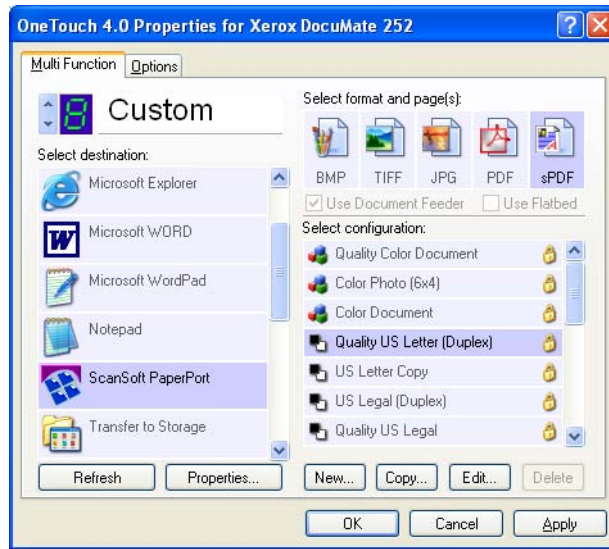 OneTouch 4.0 Properties for Xerox DocuMate 252
Multi Function
Options
8
Custom
Select destination:
Microsoft Explorer
W
Microsoft WORD
Microsoft WordPad
Notepad
ScanSoft PaperPort
Transfer to Storage
Refresh
Properties...
Select format and page(s):
BMP TIFF JPG PDF sPDF
Use Document Feeder Use Flatbed
Select configuration:
Quality Color Document
Color Photo (6x4)
Color Document
Quality US Letter (Duplex)
US Letter Copy
US Legal (Duplex)
Quality US Legal
New... Copy... Edit... Delete
OK Cancel Apply